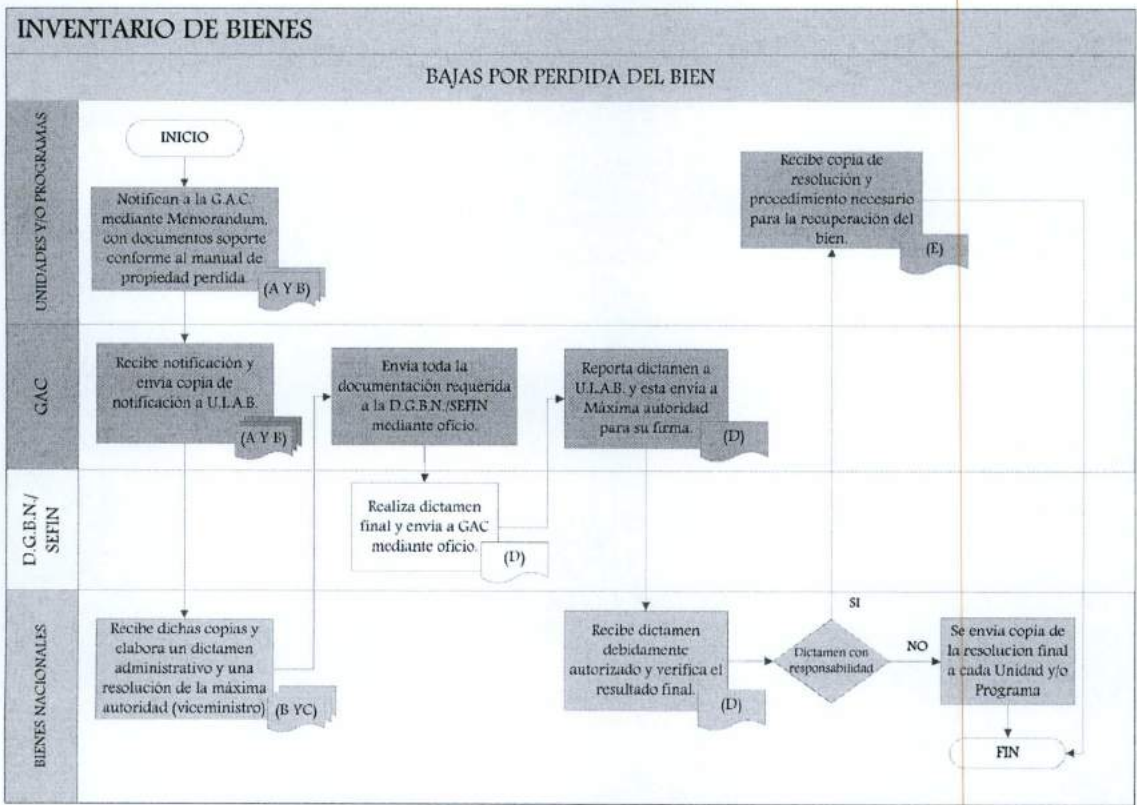 INVENTARIO DE BIENES
BAJAS POR PERDIDA DEL BIEN
UNIDADES Y/O PROGRAMAS
INICIO
Notifican a la G.A.C.
mediante Memorandum,
con documentos soporte
conforme al manual de
propiedad perdida.
(A Y B)
Recibe copia de
resolución y
procedimiento necesario
para la recuperación del
bien.
(E)
GAC
Recibe notificación y
envia copia de
notificación a U.L.A.B.
(A Y B)
Envia toda la
documentación requerida
a la D.G.B.N./SEFIN
mediante oficio.
Reporta dictamen a
U.L.A.B. y esta envia a
Máxima autoridad
para su firma.
(D)
D.G.B.N./
SEFIN
Realiza dictamen
final y envia a GAC
mediante oficio.
(D)
BIENES NACIONALES
Recibe dichas copias y
elabora un dictamen
administrativo y una
resolución de la máxima
autoridad (viceministro)
(B YC)
Recibe dictamen
debidamente
autorizado y verifica el
resultado final.
(D)
Dictamen con
responsabilidad
SI
NO
Se envia copia de
la resolucion final
a cada Unidad y/o
Programa
FIN